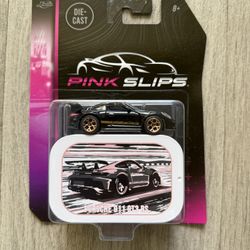 DIE-
CAST
8+
PINK SLIPS
PORSCHE 911 GT3 RS